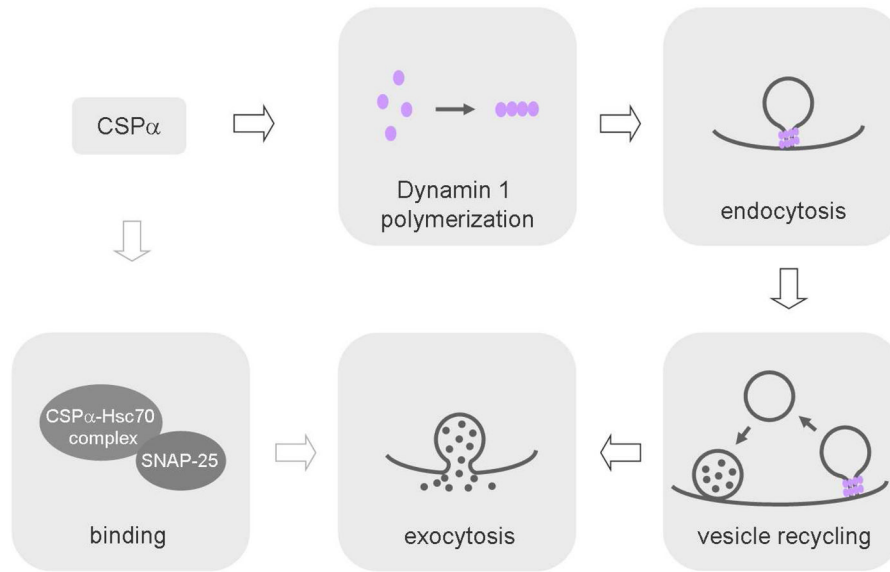 CSPα
Dynamin 1
polymerization
endocytosis
CSPα-Hsc70
complex
SNAP-25
binding
exocytosis
vesicle recycling